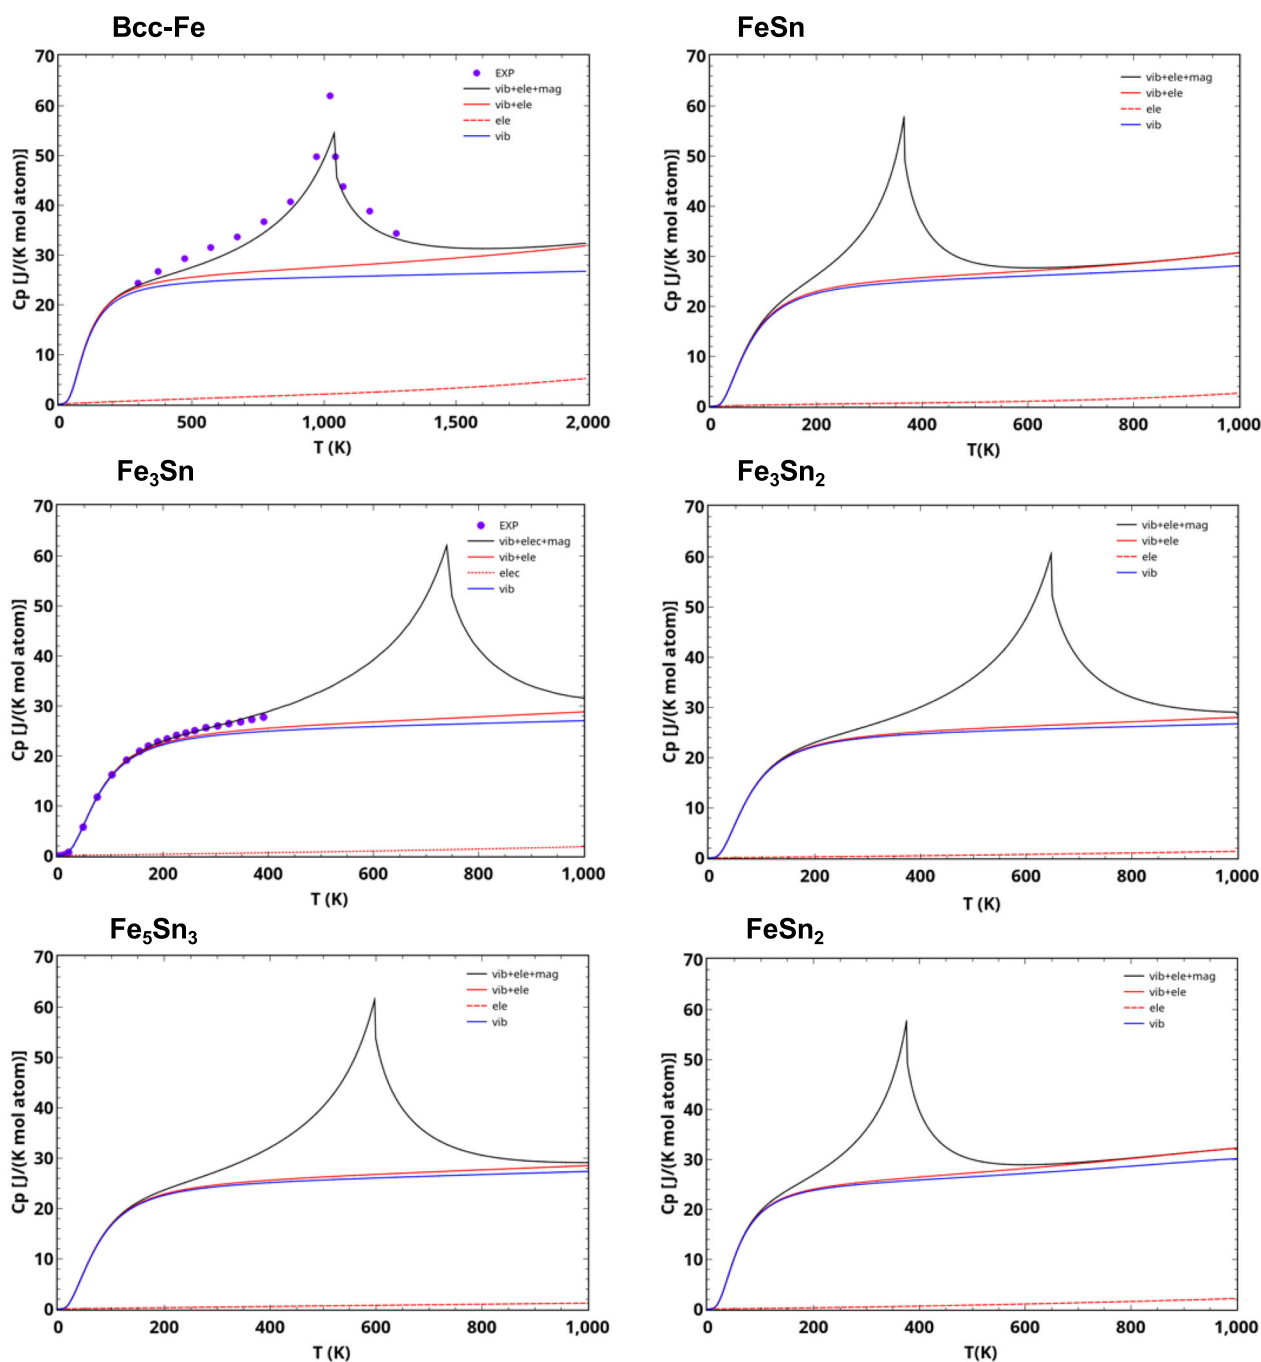 Bcc-Fe
70
60
50
40
30
20
10
0
Cp [J/(K mol atom)]
EXP
vib+ele+mag
vib+ele
ele
vib
0 500 1,000 1,500 2,000
T (K)
FeSn
70
60
50
40
30
20
10
0
Cp [J/(K mol atom)]
vib+ele+mag
vib+ele
ele
vib
0 200 400 600 800 1,000
T(K)
Fe₃Sn
70
60
50
40
30
20
10
0
Cp [J/(K mol atom)]
EXP
vib+elec+mag
vib+ele
elec
vib
0 200 400 600 800 1,000
T (K)
Fe₃Sn₂
70
60
50
40
30
20
10
0
Cp [J/(K mol atom)]
vib+ele+mag
vib+ele
ele
vib
0 200 400 600 800 1,000
T (K)
Fe₅Sn₃
70
60
50
40
30
20
10
0
Cp [J/(K mol atom)]
vib+ele+mag
vib+ele
ele
vib
0 200 400 600 800 1,000
T (K)
FeSn₂
70
60
50
40
30
20
10
0
Cp [J/(K mol atom)]
vib+ele+mag
vib+ele
ele
vib
0 200 400 600 800 1,000
T(K)